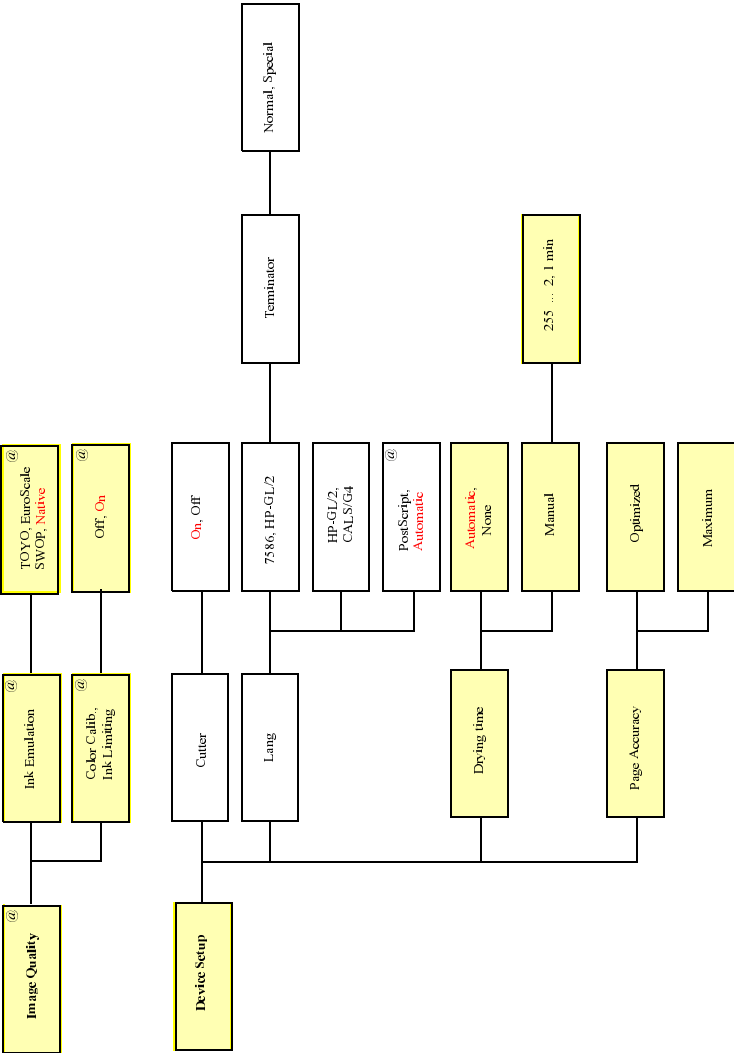 @
Image Quality
@
Ink Emulation
@
TOYO, EuroScale
SWOP, Native
@
Color Calib.,
Ink Limiting
@
Off, On
Device Setup
Cutter
On, Off
Lang
7586, HP-GL/2
Terminator
Normal, Special
HP-GL/2,
CALS/G4
@
PostScript,
Automatic
Drying time
Automatic,
None
Manual
255 ... 2, 1 min
Page Accuracy
Optimized
Maximum